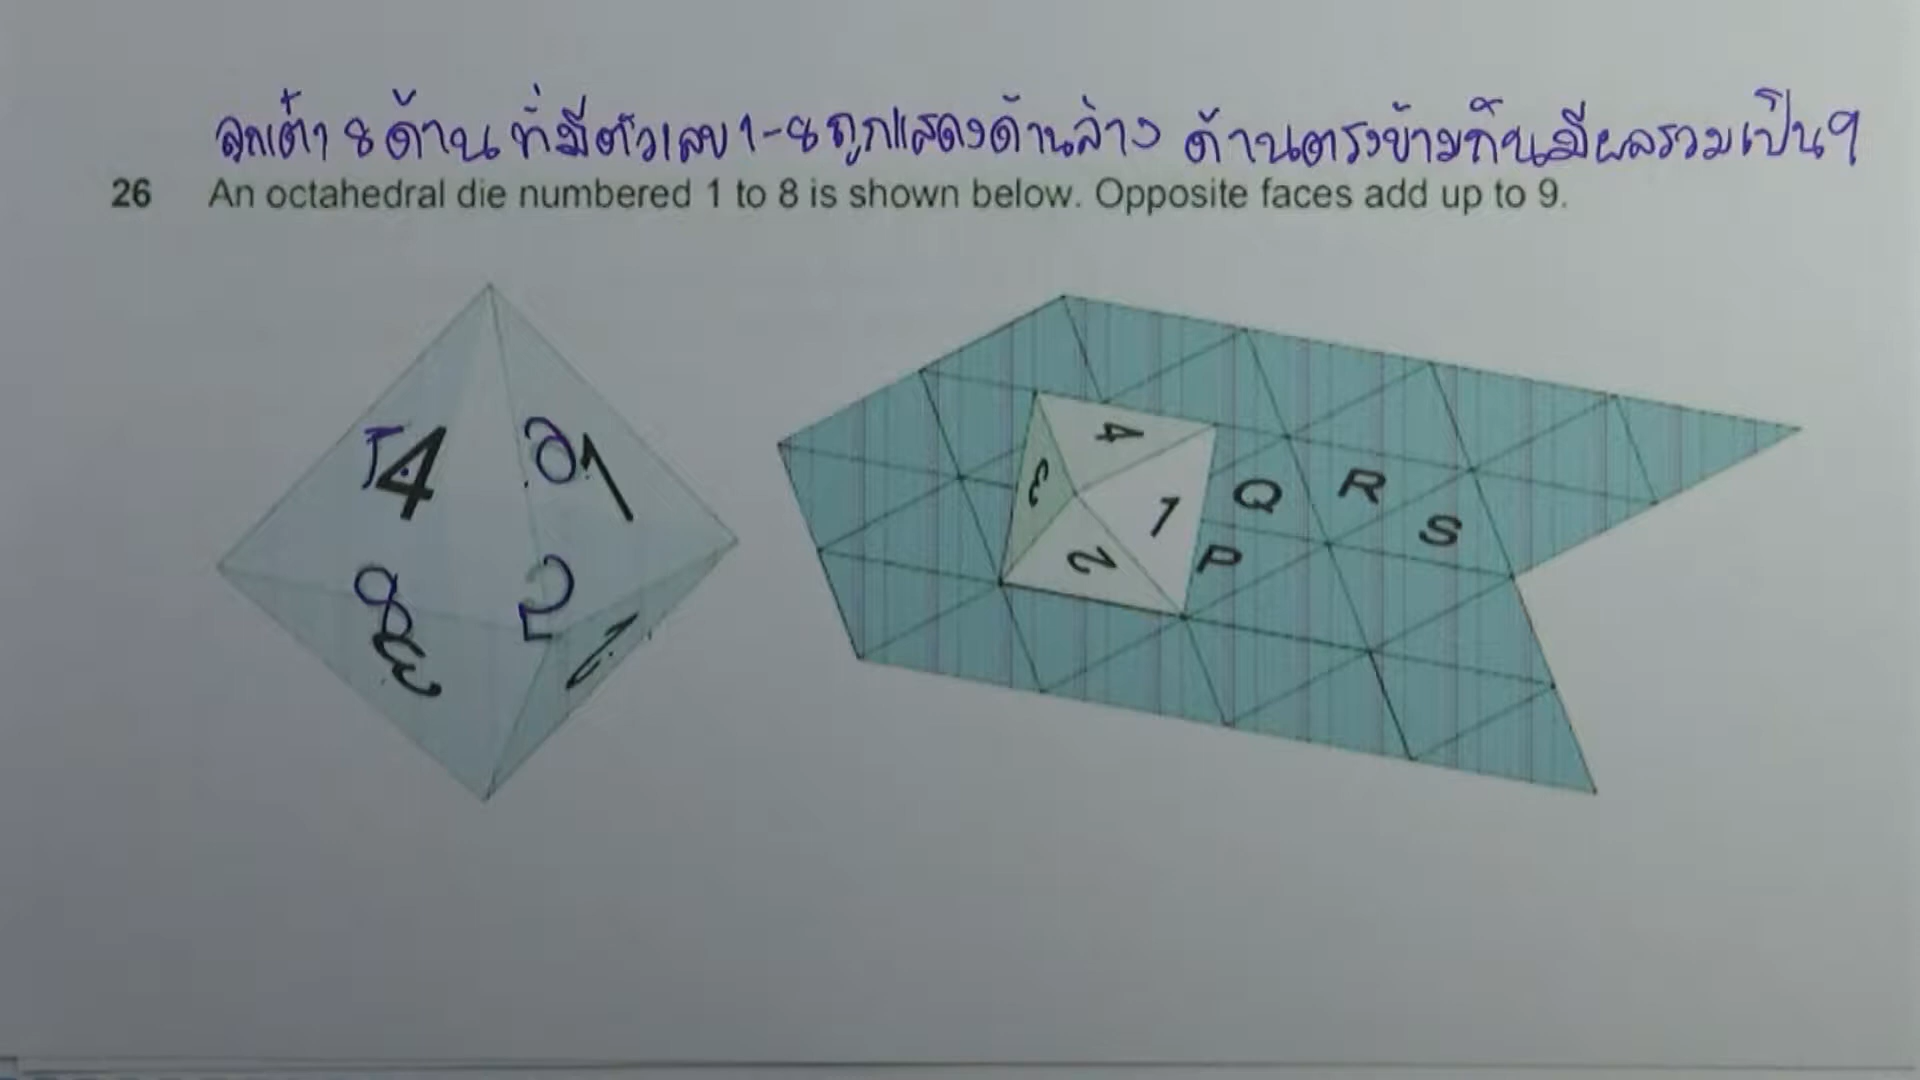 ลูกเต๋า 8 ด้าน ที่มีตัวเลข 1-8 ถูกแสดงด้านล่าง ด้านตรงข้ามกันมีผลรวมเป็น 9
26 An octahedral die numbered 1 to 8 is shown below. Opposite faces add up to 9.
4 1
8 2
3
4
3 1 Q R
2 P S